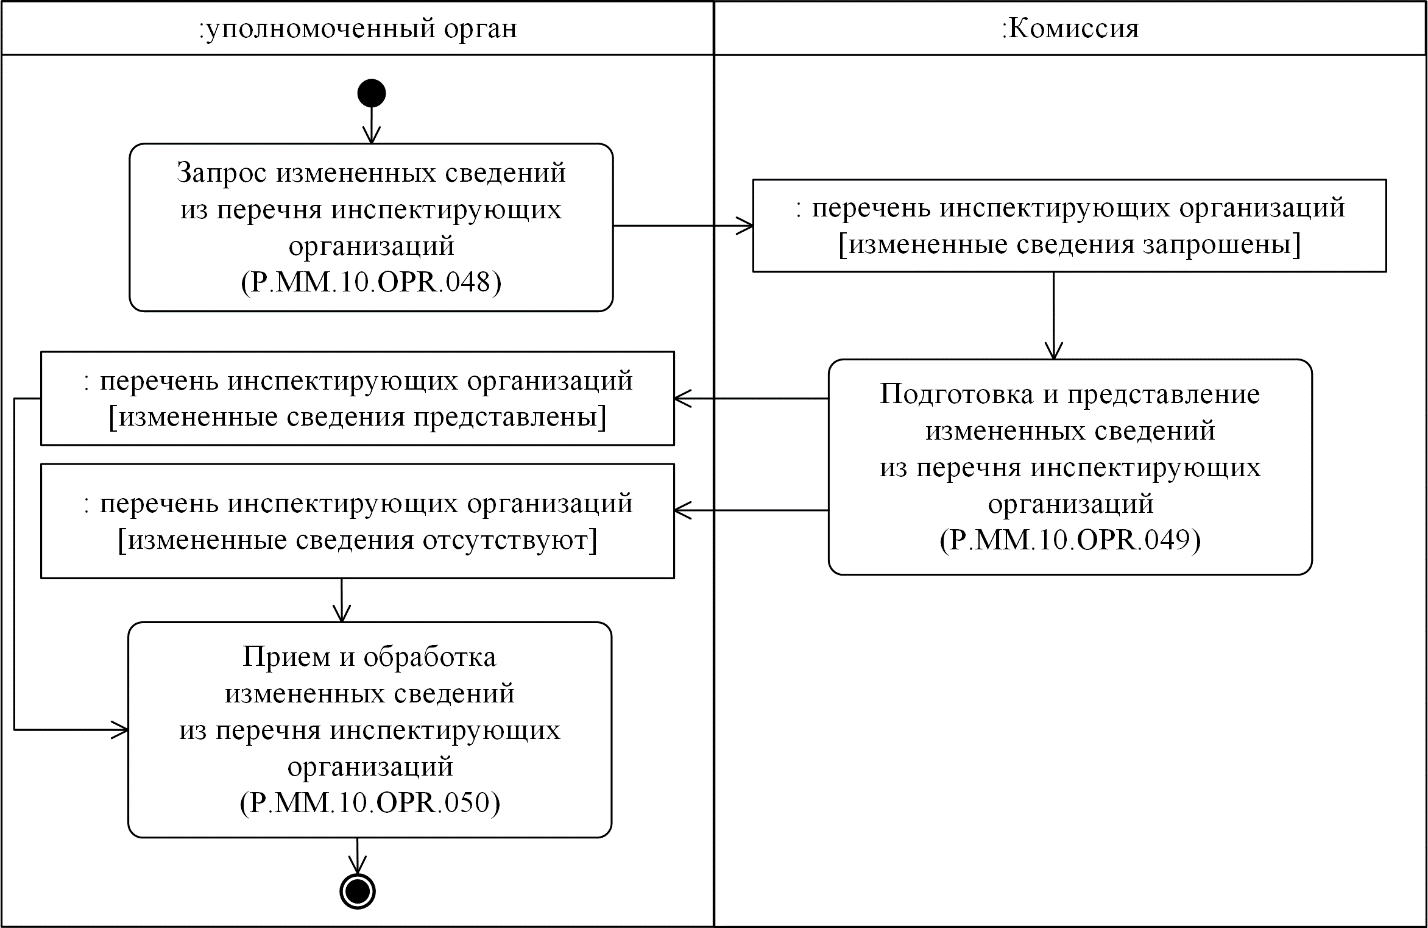 :уполномоченный орган
:Комиссия
Запрос измененных сведений
из перечня инспектирующих
организаций
(P.MM.10.OPR.048)
: перечень инспектирующих организаций
[измененные сведения запрошены]
: перечень инспектирующих организаций
[измененные сведения представлены]
Подготовка и представление
измененных сведений
из перечня инспектирующих
организаций
(P.MM.10.OPR.049)
: перечень инспектирующих организаций
[измененные сведения отсутствуют]
Прием и обработка
измененных сведений
из перечня инспектирующих
организаций
(P.MM.10.OPR.050)